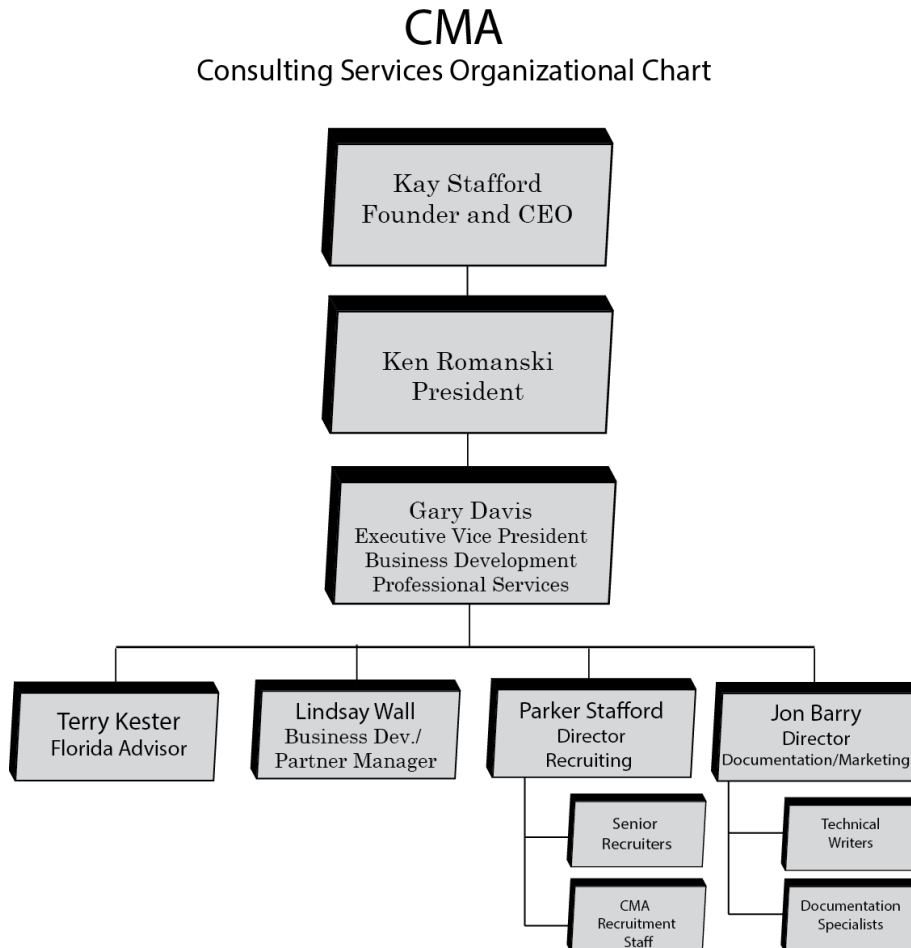 CMA
Consulting Services Organizational Chart
Kay Stafford
Founder and CEO
Ken Romanski
President
Gary Davis
Executive Vice President
Business Development
Professional Services
Terry Kester
Florida Advisor
Lindsay Wall
Business Dev./
Partner Manager
Parker Stafford
Director
Recruiting
Jon Barry
Director
Documentation/Marketing
Senior
Recruiters
CMA
Recruitment
Staff
Technical
Writers
Documentation
Specialists